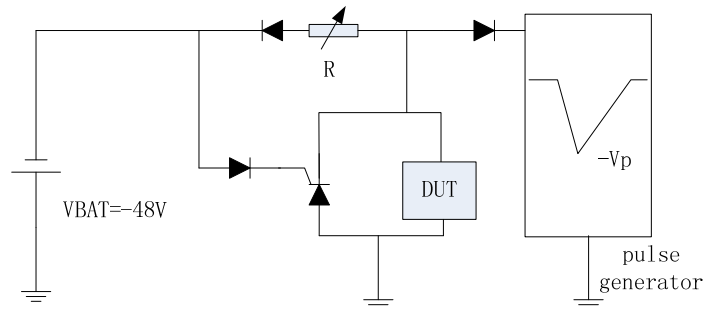 R
-Vp
DUT
VBAT=-48V
pulse
generator